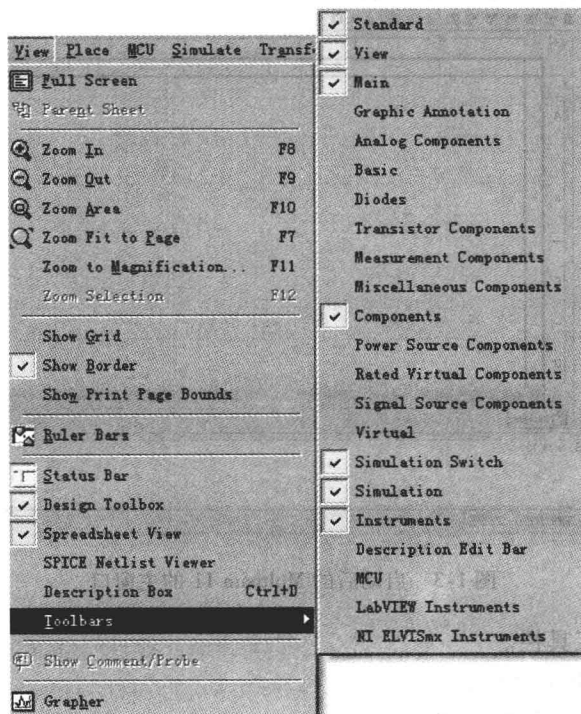 View Place MCU Simulate Transf
Full Screen
Parent Sheet
Zoom In F8
Zoom Out F9
Zoom Area F10
Zoom Fit to Page F7
Zoom to Magnification... F11
Zoom Selection F12
Show Grid
Show Border
Show Print Page Bounds
Ruler Bars
Status Bar
Design Toolbox
Spreadsheet View
SPICE Netlist Viewer
Description Box Ctrl+D
Toolbars
Show Comment/Probe
Grapher
Standard
View
Main
Graphic Annotation
Analog Components
Basic
Diodes
Transistor Components
Measurement Components
Miscellaneous Components
Components
Power Source Components
Rated Virtual Components
Signal Source Components
Virtual
Simulation Switch
Simulation
Instruments
Description Edit Bar
MCU
LabVIEW Instruments
NI ELVISmx Instruments